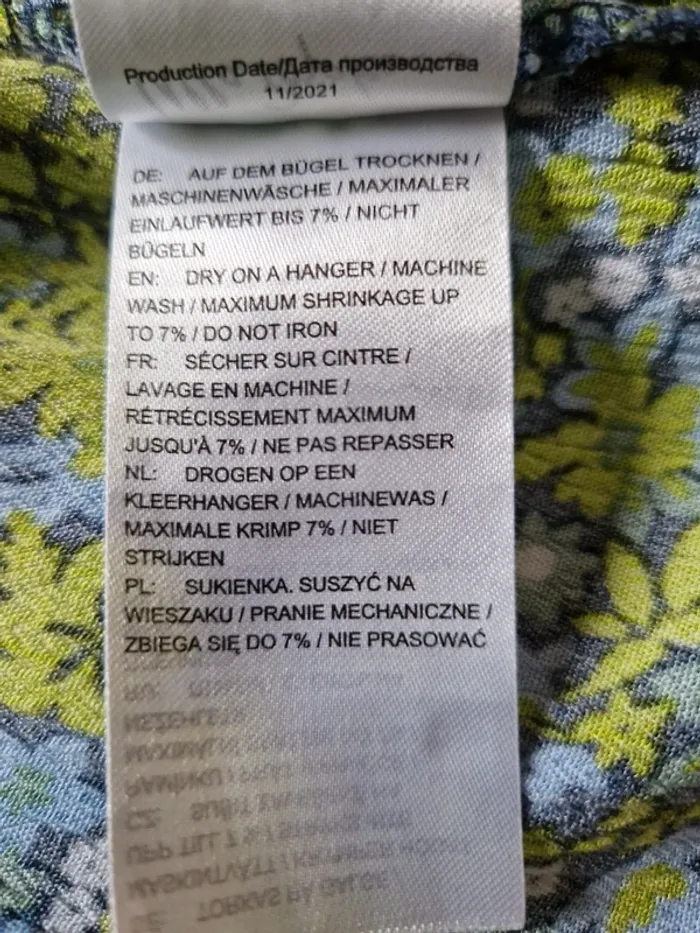 Production Date/Дата производства
11/2021
DE: AUF DEM BÜGEL TROCKNEN /
MASCHINENWÄSCHE / MAXIMALER
EINLAUFWERT BIS 7% / NICHT
BÜGELN
EN: DRY ON A HANGER / MACHINE
WASH / MAXIMUM SHRINKAGE UP
TO 7% / DO NOT IRON
FR: SÉCHER SUR CINTRE /
LAVAGE EN MACHINE /
RÉTRÉCISSEMENT MAXIMUM
JUSQU'À 7% / NE PAS REPASSER
NL: DROGEN OP EEN
KLEERHANGER / MACHINEWAS /
MAXIMALE KRIMP 7% / NIET
STRIJKEN
PL: SUKIENKA. SUSZYĆ NA
WIESZAKU / PRANIE MECHANICZNE /
ZBIEGA SIĘ DO 7% / NIE PRASOWAĆ